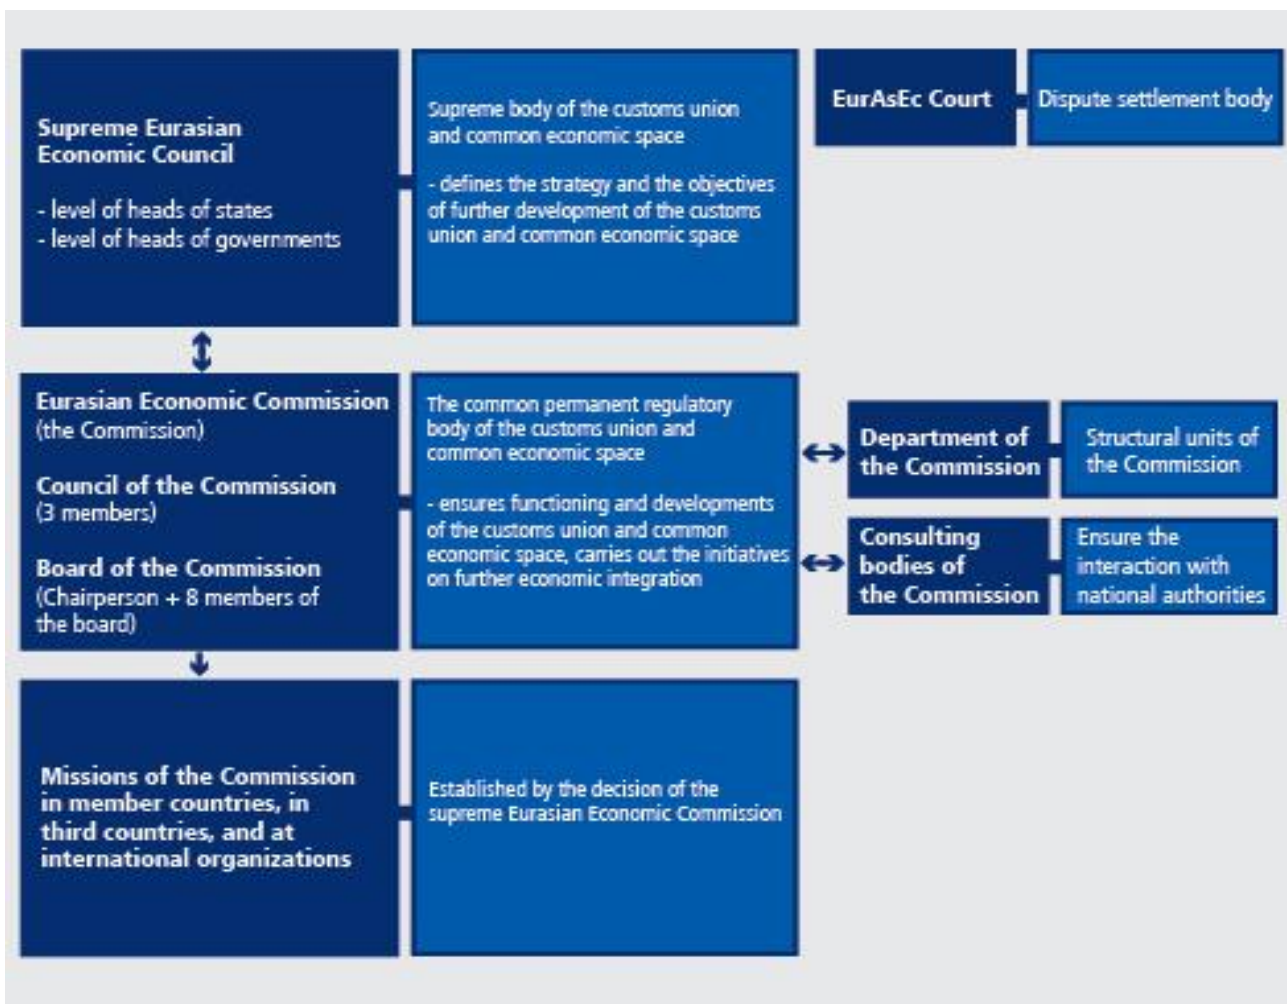 Supreme Eurasian
Economic Council
- level of heads of states
- level of heads of governments
Supreme body of the customs union
and common economic space
- defines the strategy and the objectives
of further development of the customs
union and common economic space
EurAsEc Court
Dispute settlement body
Eurasian Economic Commission
(the Commission)
Council of the Commission
(3 members)
Board of the Commission
(Chairperson + 8 members of
the board)
The common permanent regulatory
body of the customs union and
common economic space
- ensures functioning and developments
of the customs union and common
economic space, carries out the initiatives
on further economic integration
Department of
the Commission
Structural units of
the Commission
Consulting
bodies of
the Commission
Ensure the
interaction with
national authorities
Missions of the Commission
in member countries, in
third countries, and at
international organizations
Established by the decision of the
supreme Eurasian Economic Commission